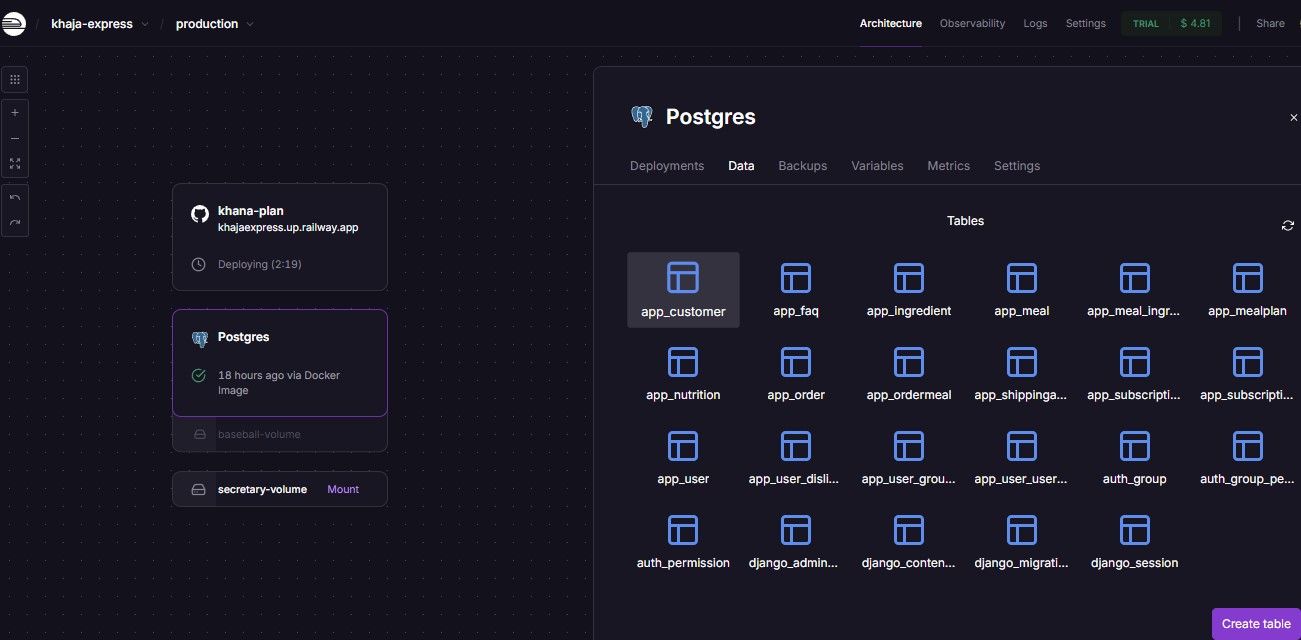 khaja-express
production
Architecture
Observability
Logs
Settings
TRIAL $ 4.81
Share
khana-plan
khajaexpress.up.railway.app
Deploying (2:19)
Postgres
18 hours ago via Docker
Image
baseball-volume
secretary-volume Mount
Postgres
Deployments Data Backups Variables Metrics Settings
Tables
app_customer app_faq app_ingredient app_meal app_meal_ingr... app_mealplan
app_nutrition app_order app_ordermeal app_shippinga... app_subscripti... app_subscripti...
app_user app_user_disli... app_user_grou... app_user_user... auth_group auth_group_pe...
auth_permission django_admin... django_conten... django_migrati... django_session
Create table